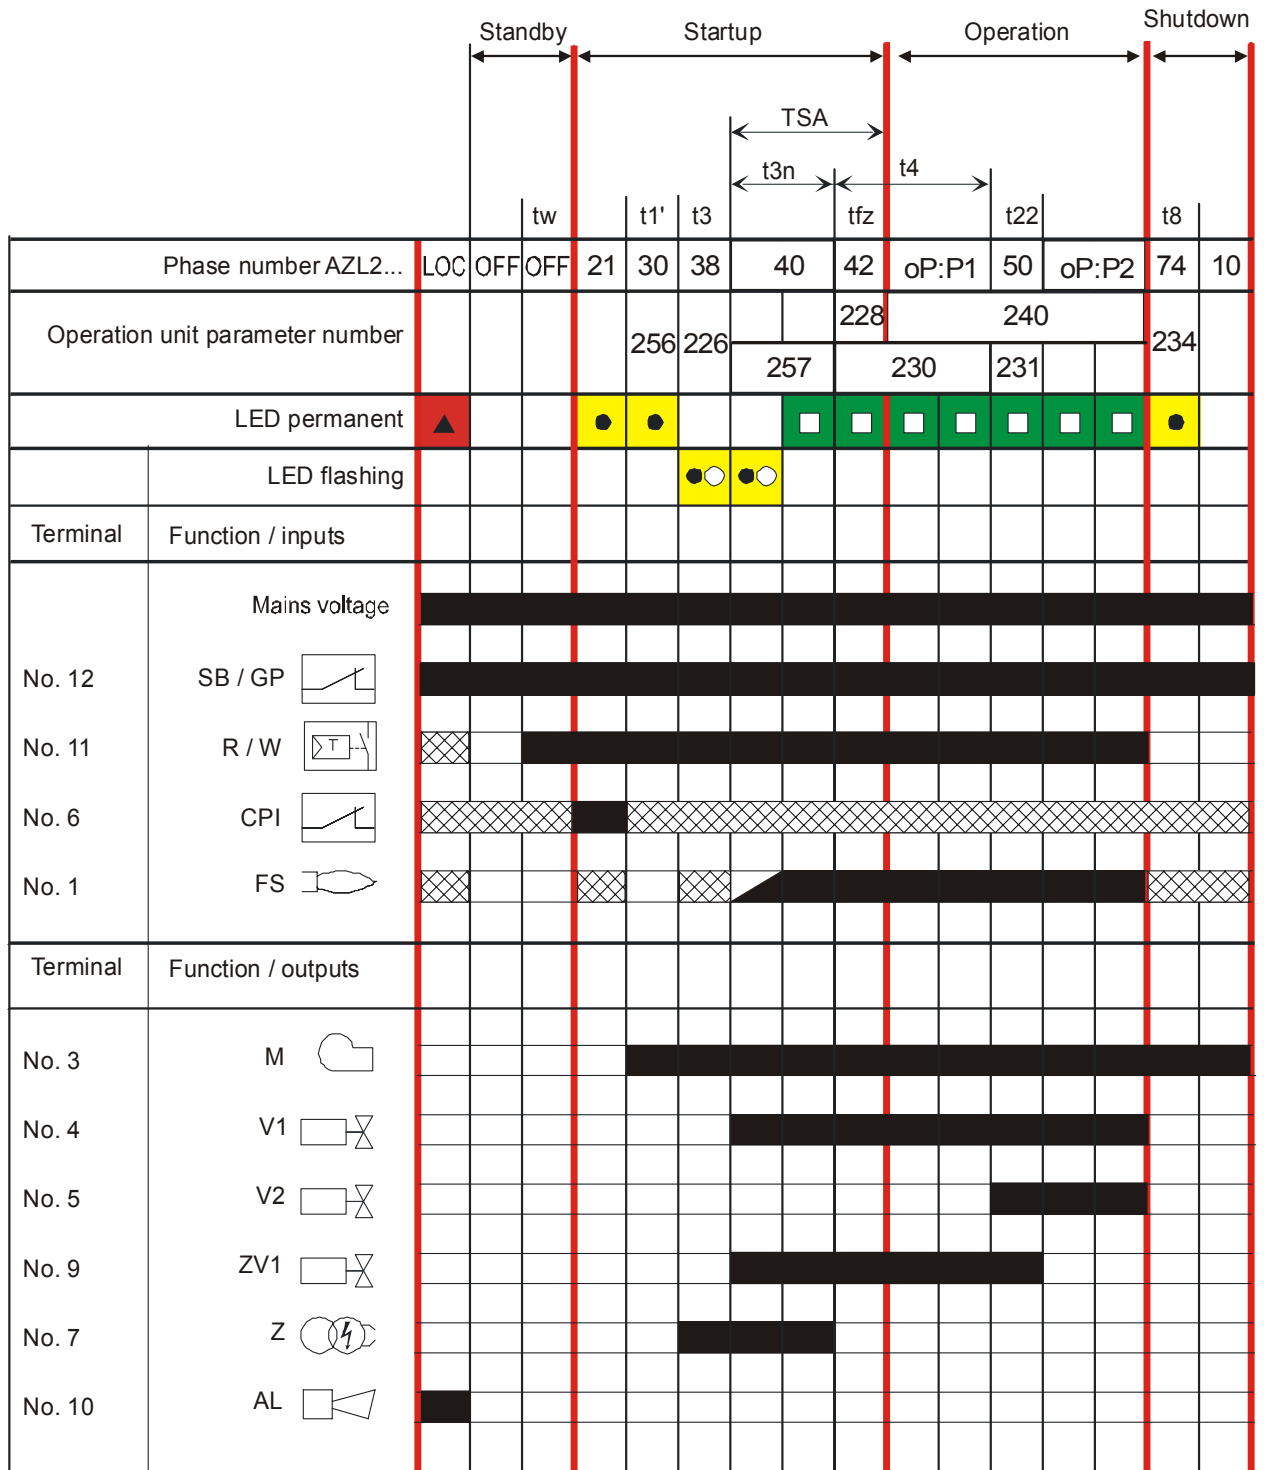 Standby Startup Operation Shutdown
TSA
t3n t4
tw t1' t3 tfz t22 t8
Phase number AZL2... LOC OFF OFF 21 30 38 40 42 oP:P1 50 oP:P2 74 10
228 240
Operation unit parameter number 256 226 234
257 230 231
LED permanent
LED flashing
Terminal Function / inputs
Mains voltage
No. 12 SB / GP
No. 11 R / W T
No. 6 CPI
No. 1 FS
Terminal Function / outputs
No. 3 M
No. 4 V1
No. 5 V2
No. 9 ZV1
No. 7 Z
No. 10 AL